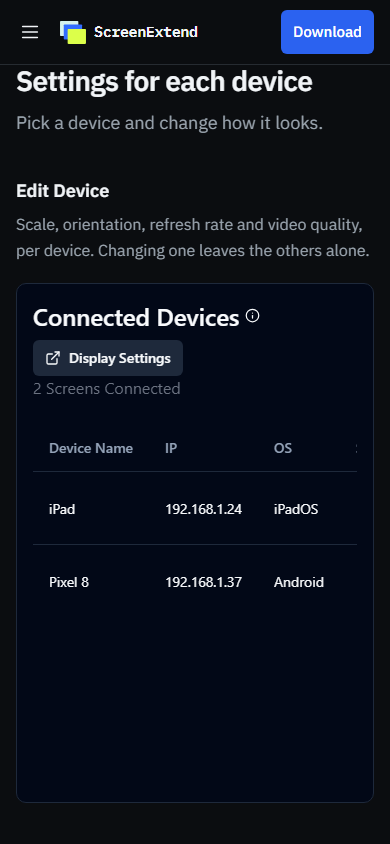 ScreenExtend
Download
Settings for each device
Pick a device and change how it looks.
Edit Device
Scale, orientation, refresh rate and video quality,
per device. Changing one leaves the others alone.
Connected Devices
Display Settings
2 Screens Connected
Device Name IP OS
iPad 192.168.1.24 iPadOS
Pixel 8 192.168.1.37 Android